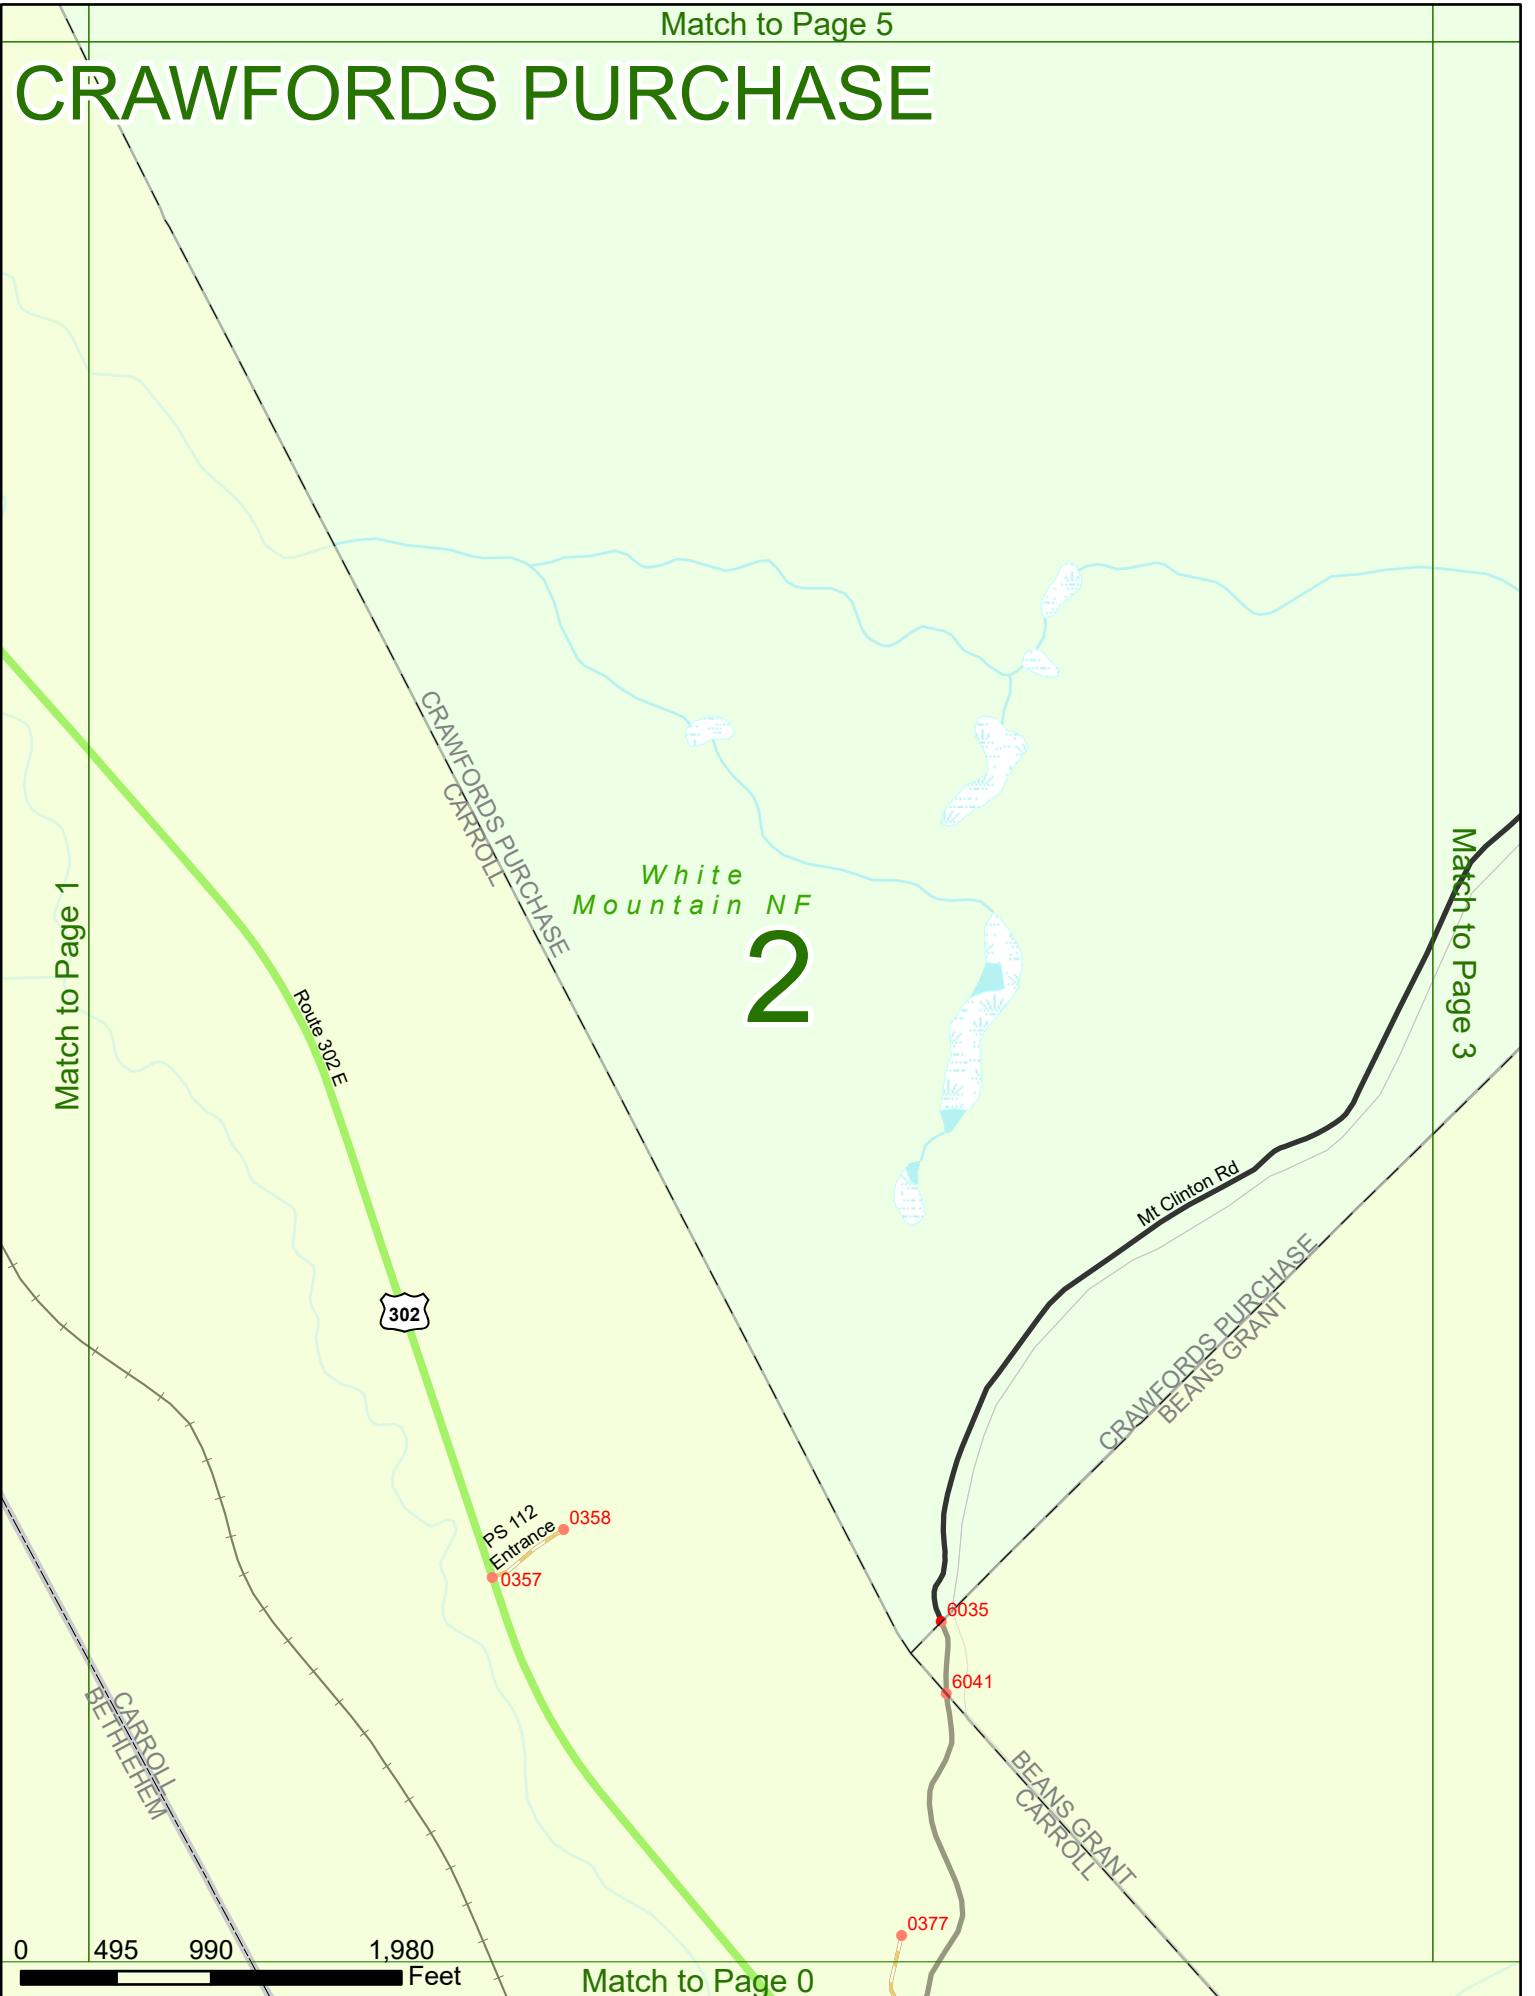 Match to Page 5
CRAWFORDS PURCHASE
CRAWFORDS PURCHASE
CARROLL
White
Mountain NF
2
Match to Page 1
Match to Page 3
Route 302 E
Mt Clinton Rd
CRAWFORDS PURCHASE
BEANS GRANT
302
PS 112
Entrance
0358
0357
6035
6041
CARROLL
BETHLEHEM
BEANS GRANT
CARROLL
0377
0 495 990 1,980
Feet
Match to Page 0